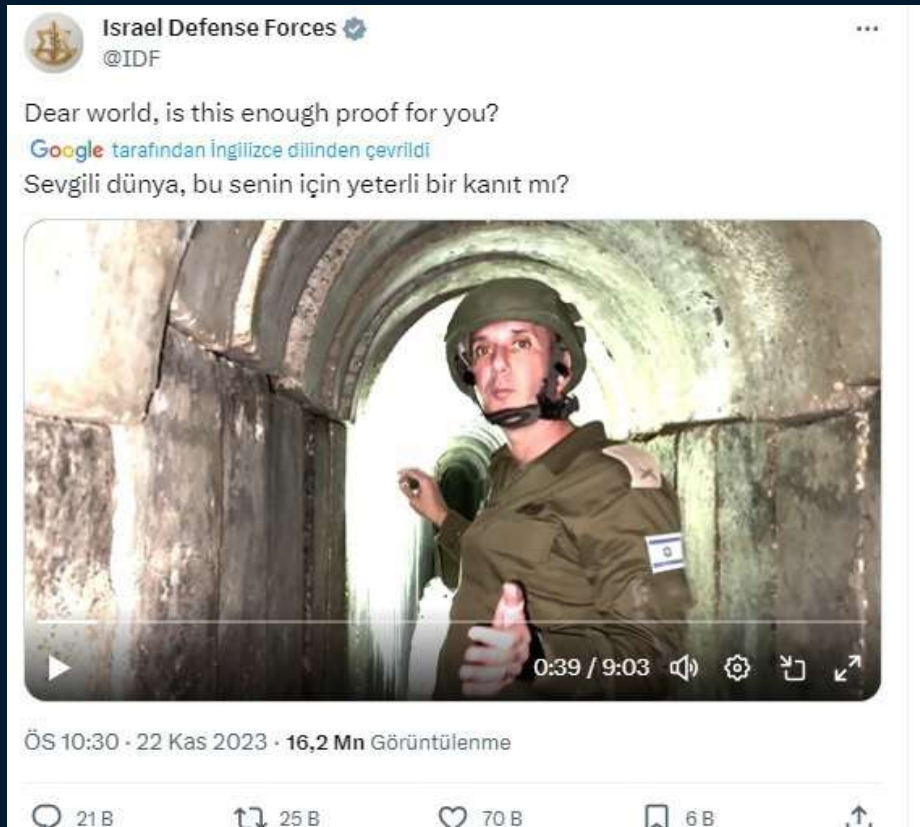 Israel Defense Forces
@IDF
Dear world, is this enough proof for you?
Google tarafından İngilizce dilinden çevrildi
Sevgili dünya, bu senin için yeterli bir kanıt mı?
0:39 / 9:03
ÖS 10:30 · 22 Kas 2023 · 16,2 Mn Görüntülenme
21 B 25 B 70 B 6 B